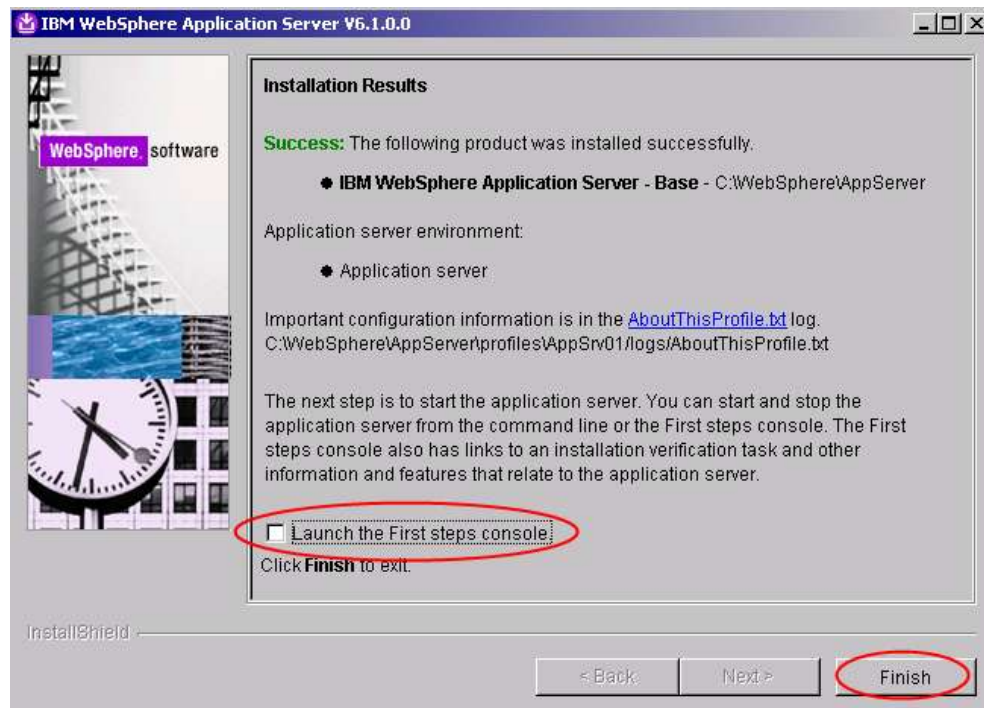 IBM WebSphere Application Server V6.1.0.0
WebSphere. software
Installation Results
Success: The following product was installed successfully.
IBM WebSphere Application Server - Base - C:\WebSphere\AppServer
Application server environment:
Application server
Important configuration information is in the AboutThisProfile.txt log.
C:\WebSphere\AppServer\profiles\AppSrv01/logs/AboutThisProfile.txt
The next step is to start the application server. You can start and stop the
application server from the command line or the First steps console. The First
steps console also has links to an installation verification task and other
information and features that relate to the application server.
Launch the First steps console.
Click Finish to exit.
InstallShield
< Back
Next >
Finish